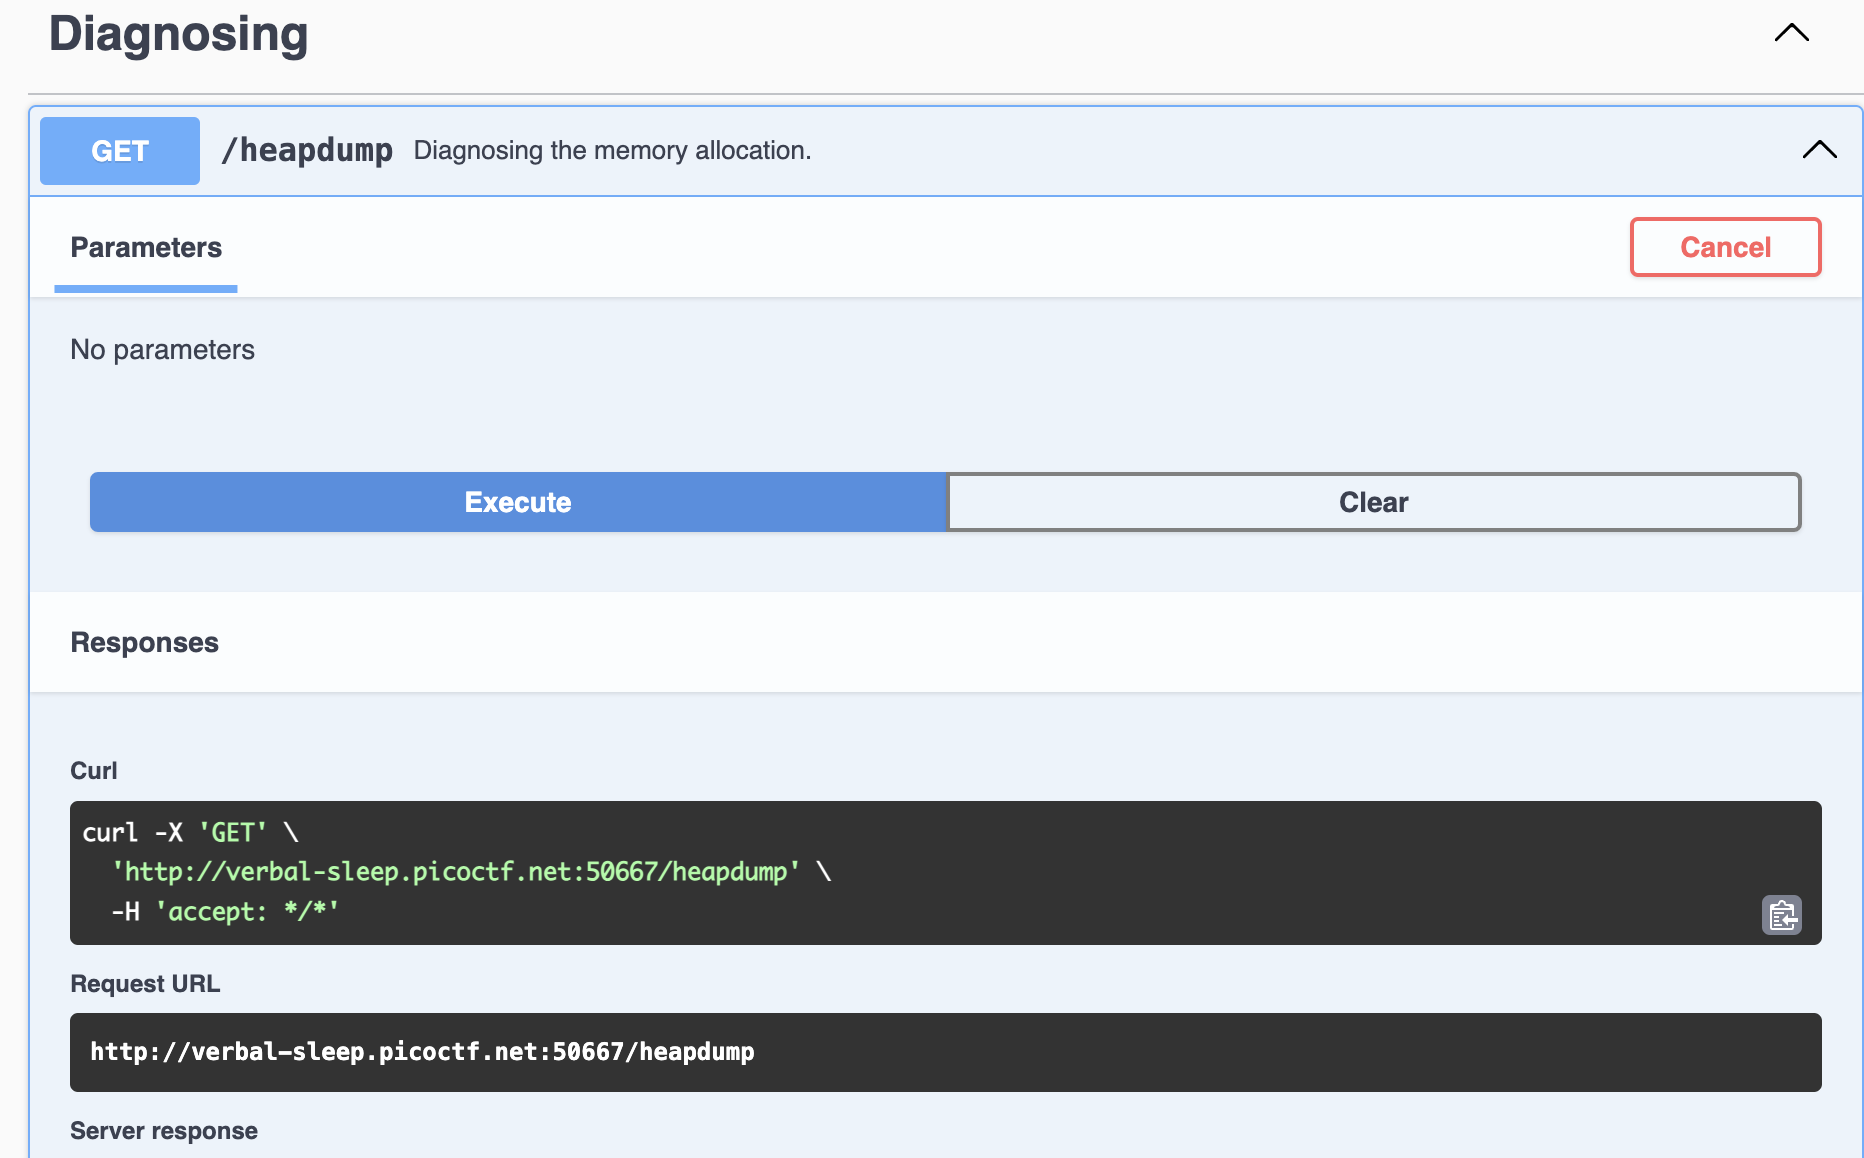 Diagnosing
GET /heapdump Diagnosing the memory allocation.
Parameters
Cancel
No parameters
Execute
Clear
Responses
Curl
curl -X 'GET' \
'http://verbal-sleep.picoctf.net:50667/heapdump' \
-H 'accept: */*'
Request URL
http://verbal-sleep.picoctf.net:50667/heapdump
Server response